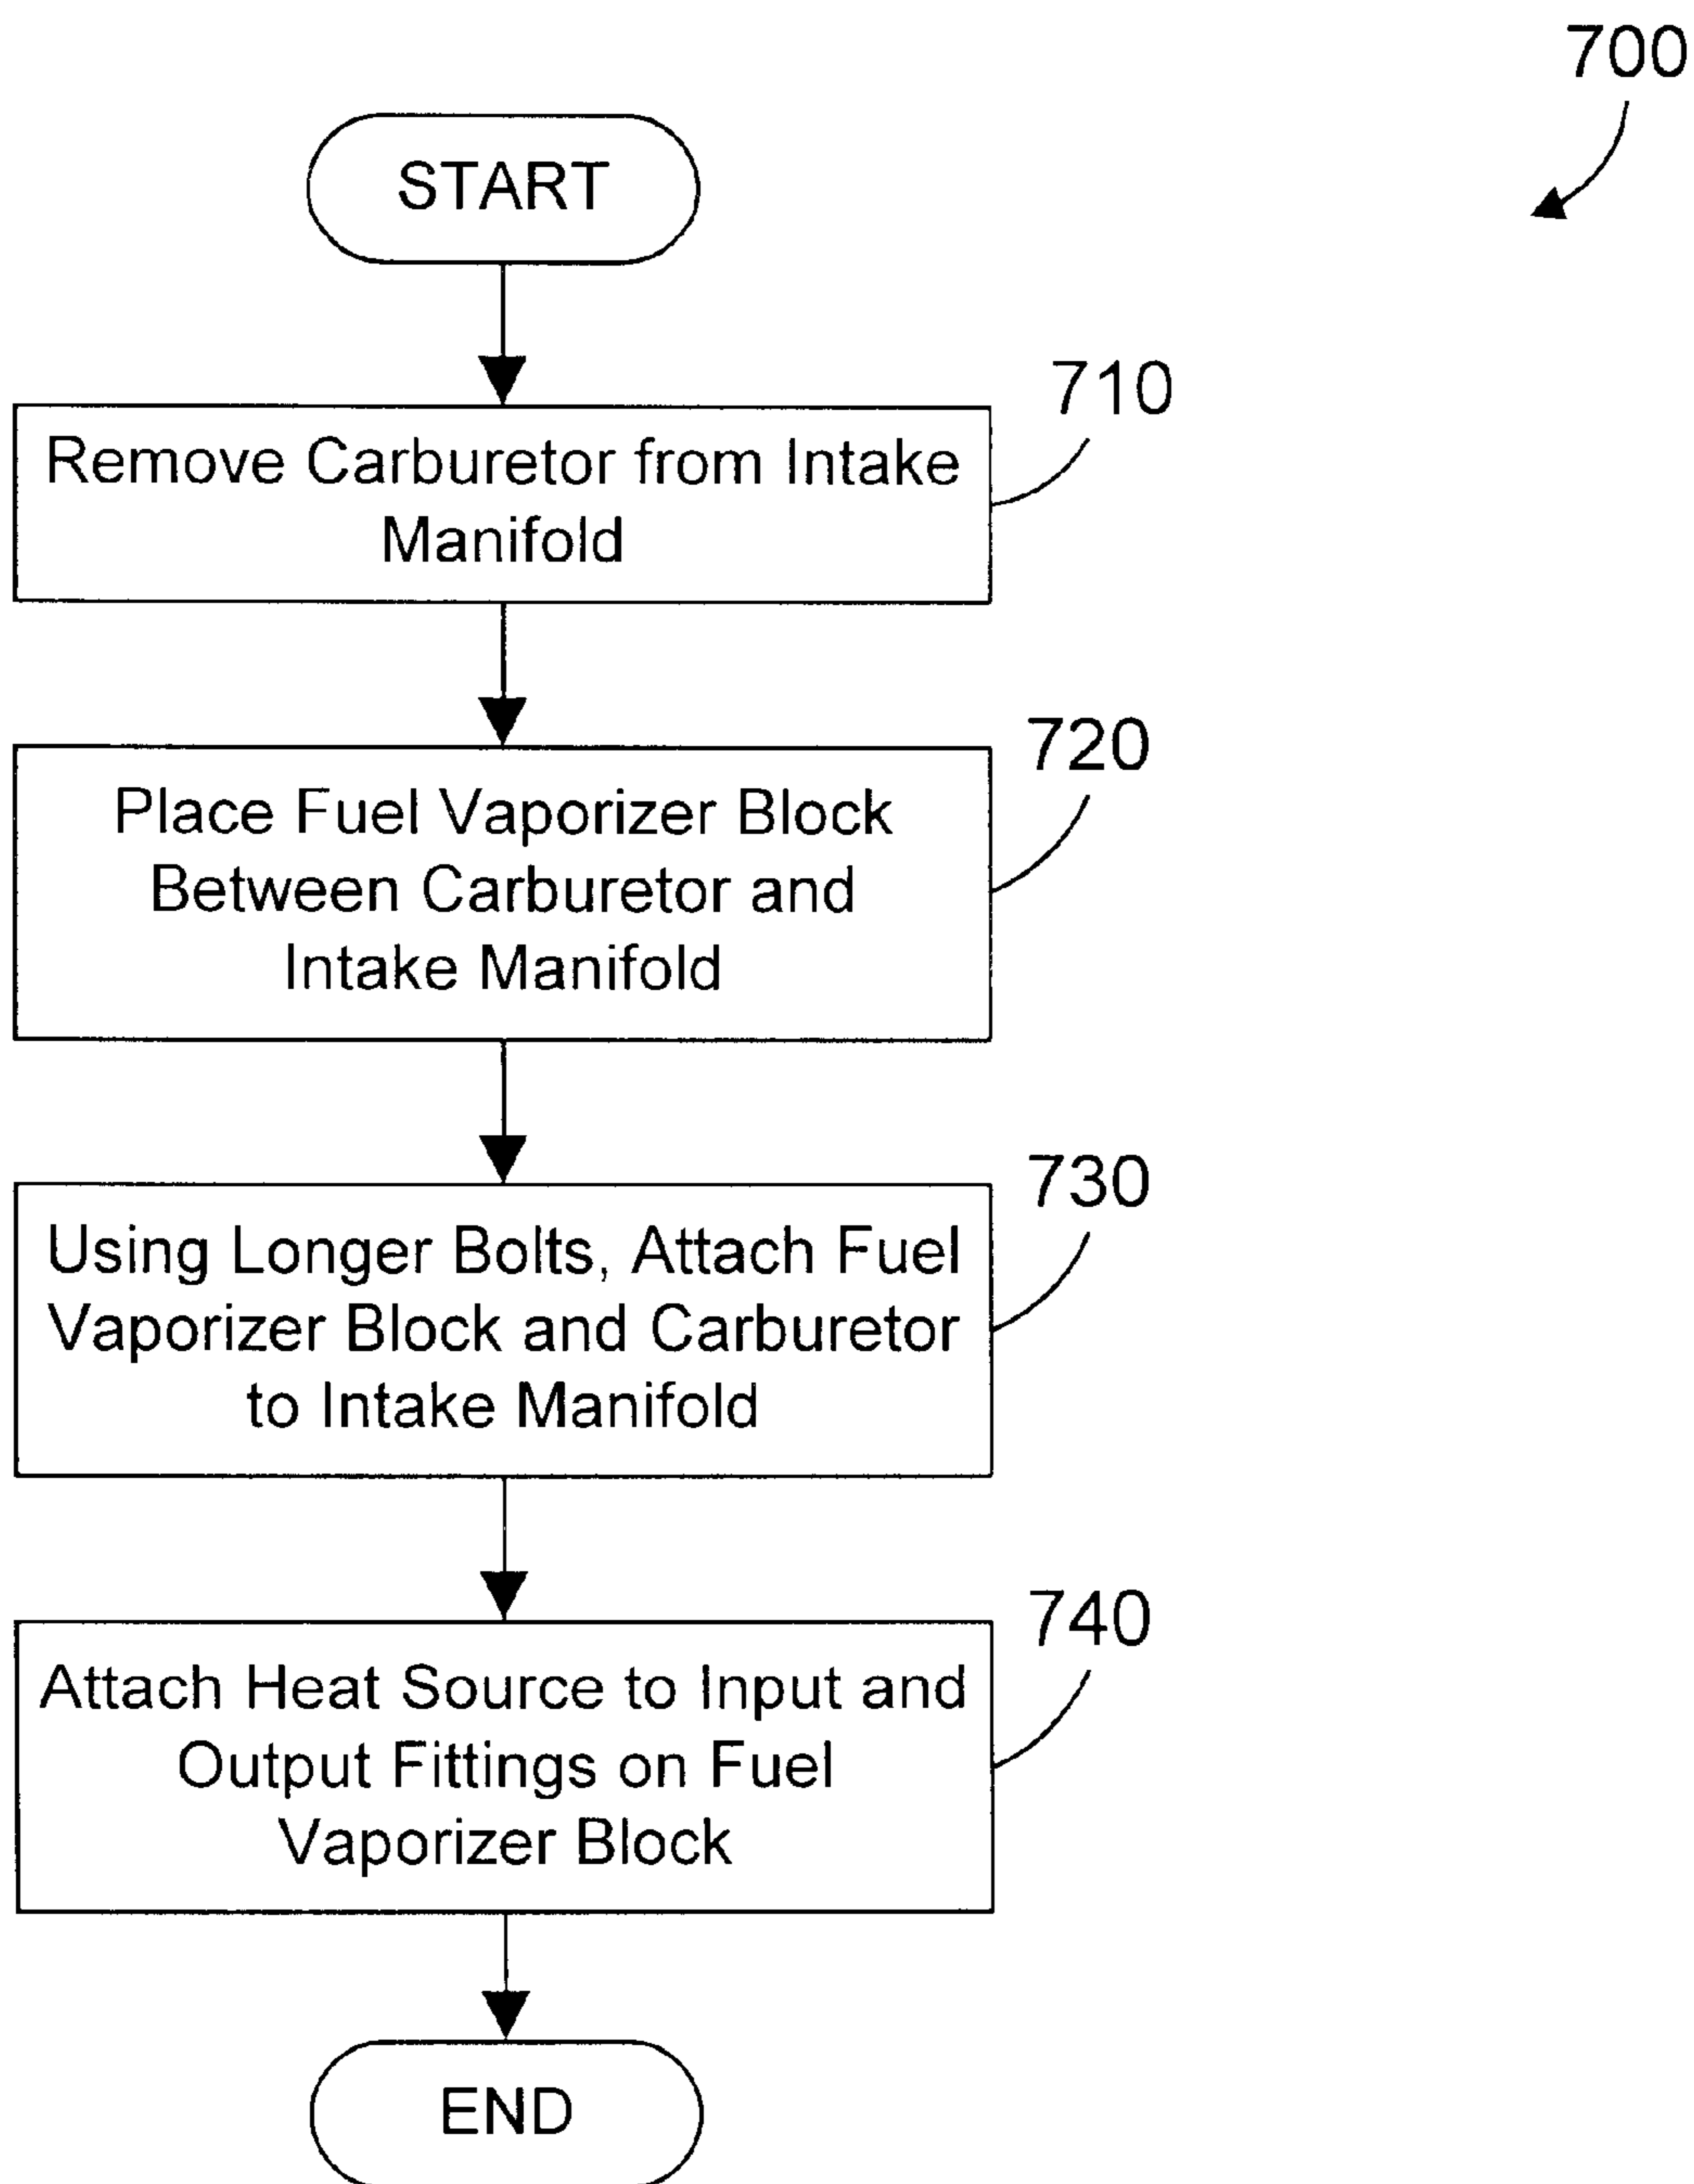 700
START
710
Remove Carburetor from Intake
Manifold
720
Place Fuel Vaporizer Block
Between Carburetor and
Intake Manifold
730
Using Longer Bolts, Attach Fuel
Vaporizer Block and Carburetor
to Intake Manifold
740
Attach Heat Source to Input and
Output Fittings on Fuel
Vaporizer Block
END